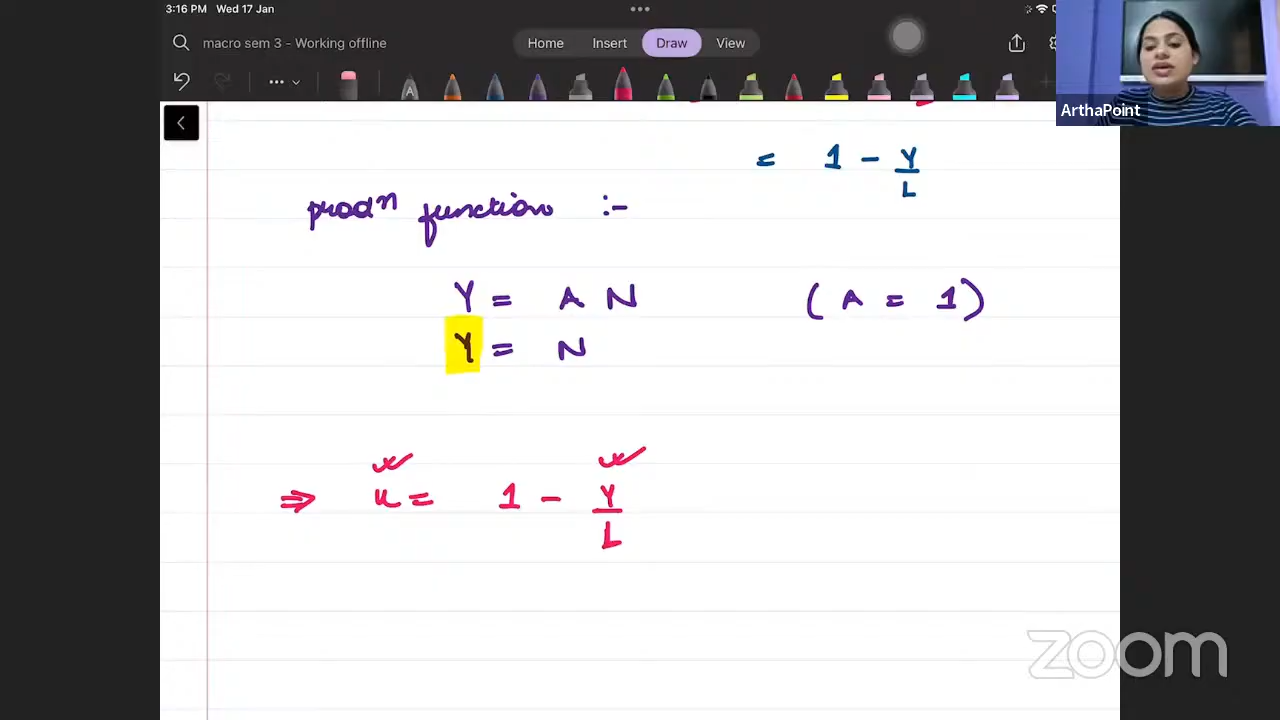 3:16 PM Wed 17 Jan
macro sem 3 - Working offline
Home Insert Draw View
A
ArthaPoint
= 1 - Y/L
prodⁿ function :-
Y = A N (A = 1)
Y = N
⇒ u = 1 - Y/L
zoom